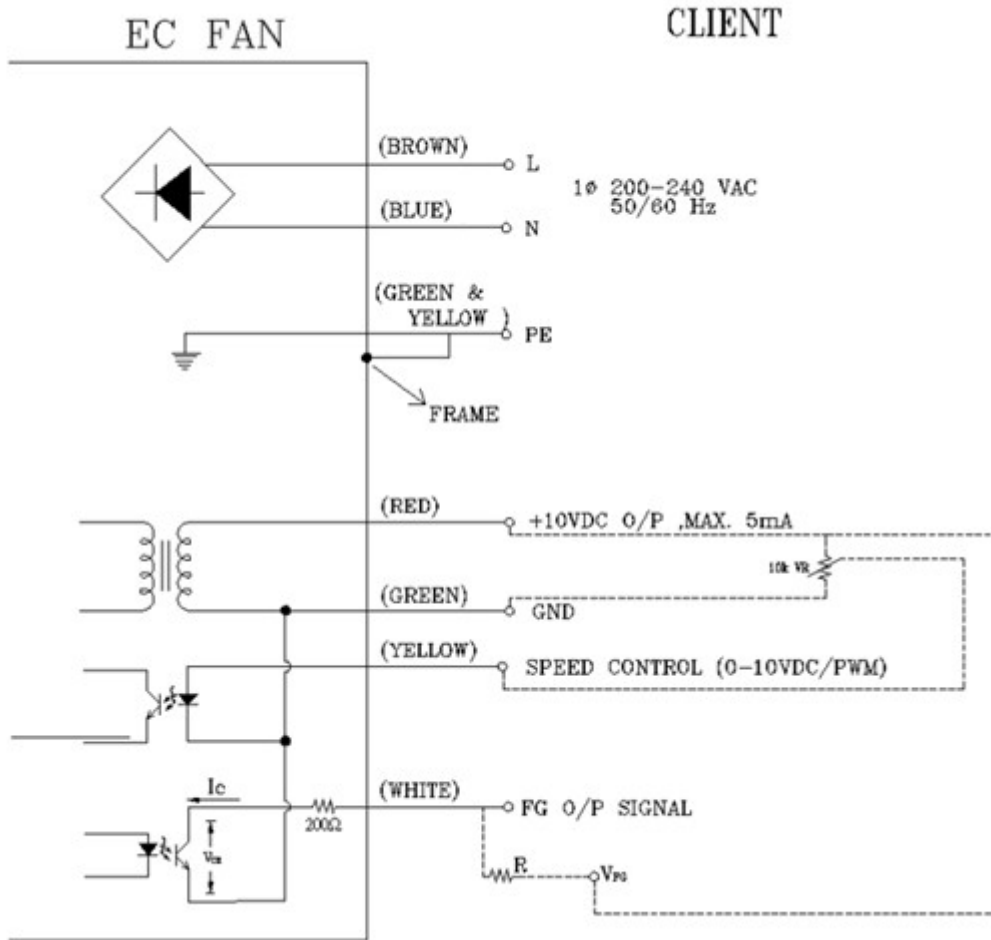 EC FAN
CLIENT
(BROWN)
L
1ø 200-240 VAC
50/60 Hz
(BLUE)
N
(GREEN &
YELLOW )
PE
FRAME
(RED)
+10VDC O/P ,MAX. 5mA
10k VR
(GREEN)
GND
(YELLOW)
SPEED CONTROL (0-10VDC/PWM)
Ic
(WHITE)
FG O/P SIGNAL
200Ω
VCE
R
VFG